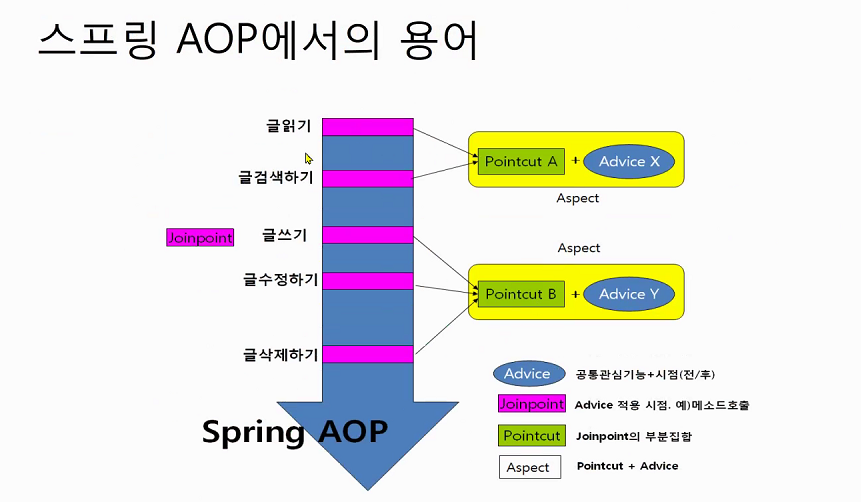 스프링 AOP에서의 용어
글읽기
글검색하기
Joinpoint
글쓰기
글수정하기
글삭제하기
Pointcut A
+
Advice X
Aspect
Aspect
Pointcut B
+
Advice Y
Spring AOP
Advice 공통관심기능+시점(전/후)
Joinpoint Advice 적용 시점. 예)메소드호출
Pointcut Joinpoint의 부분집합
Aspect Pointcut + Advice